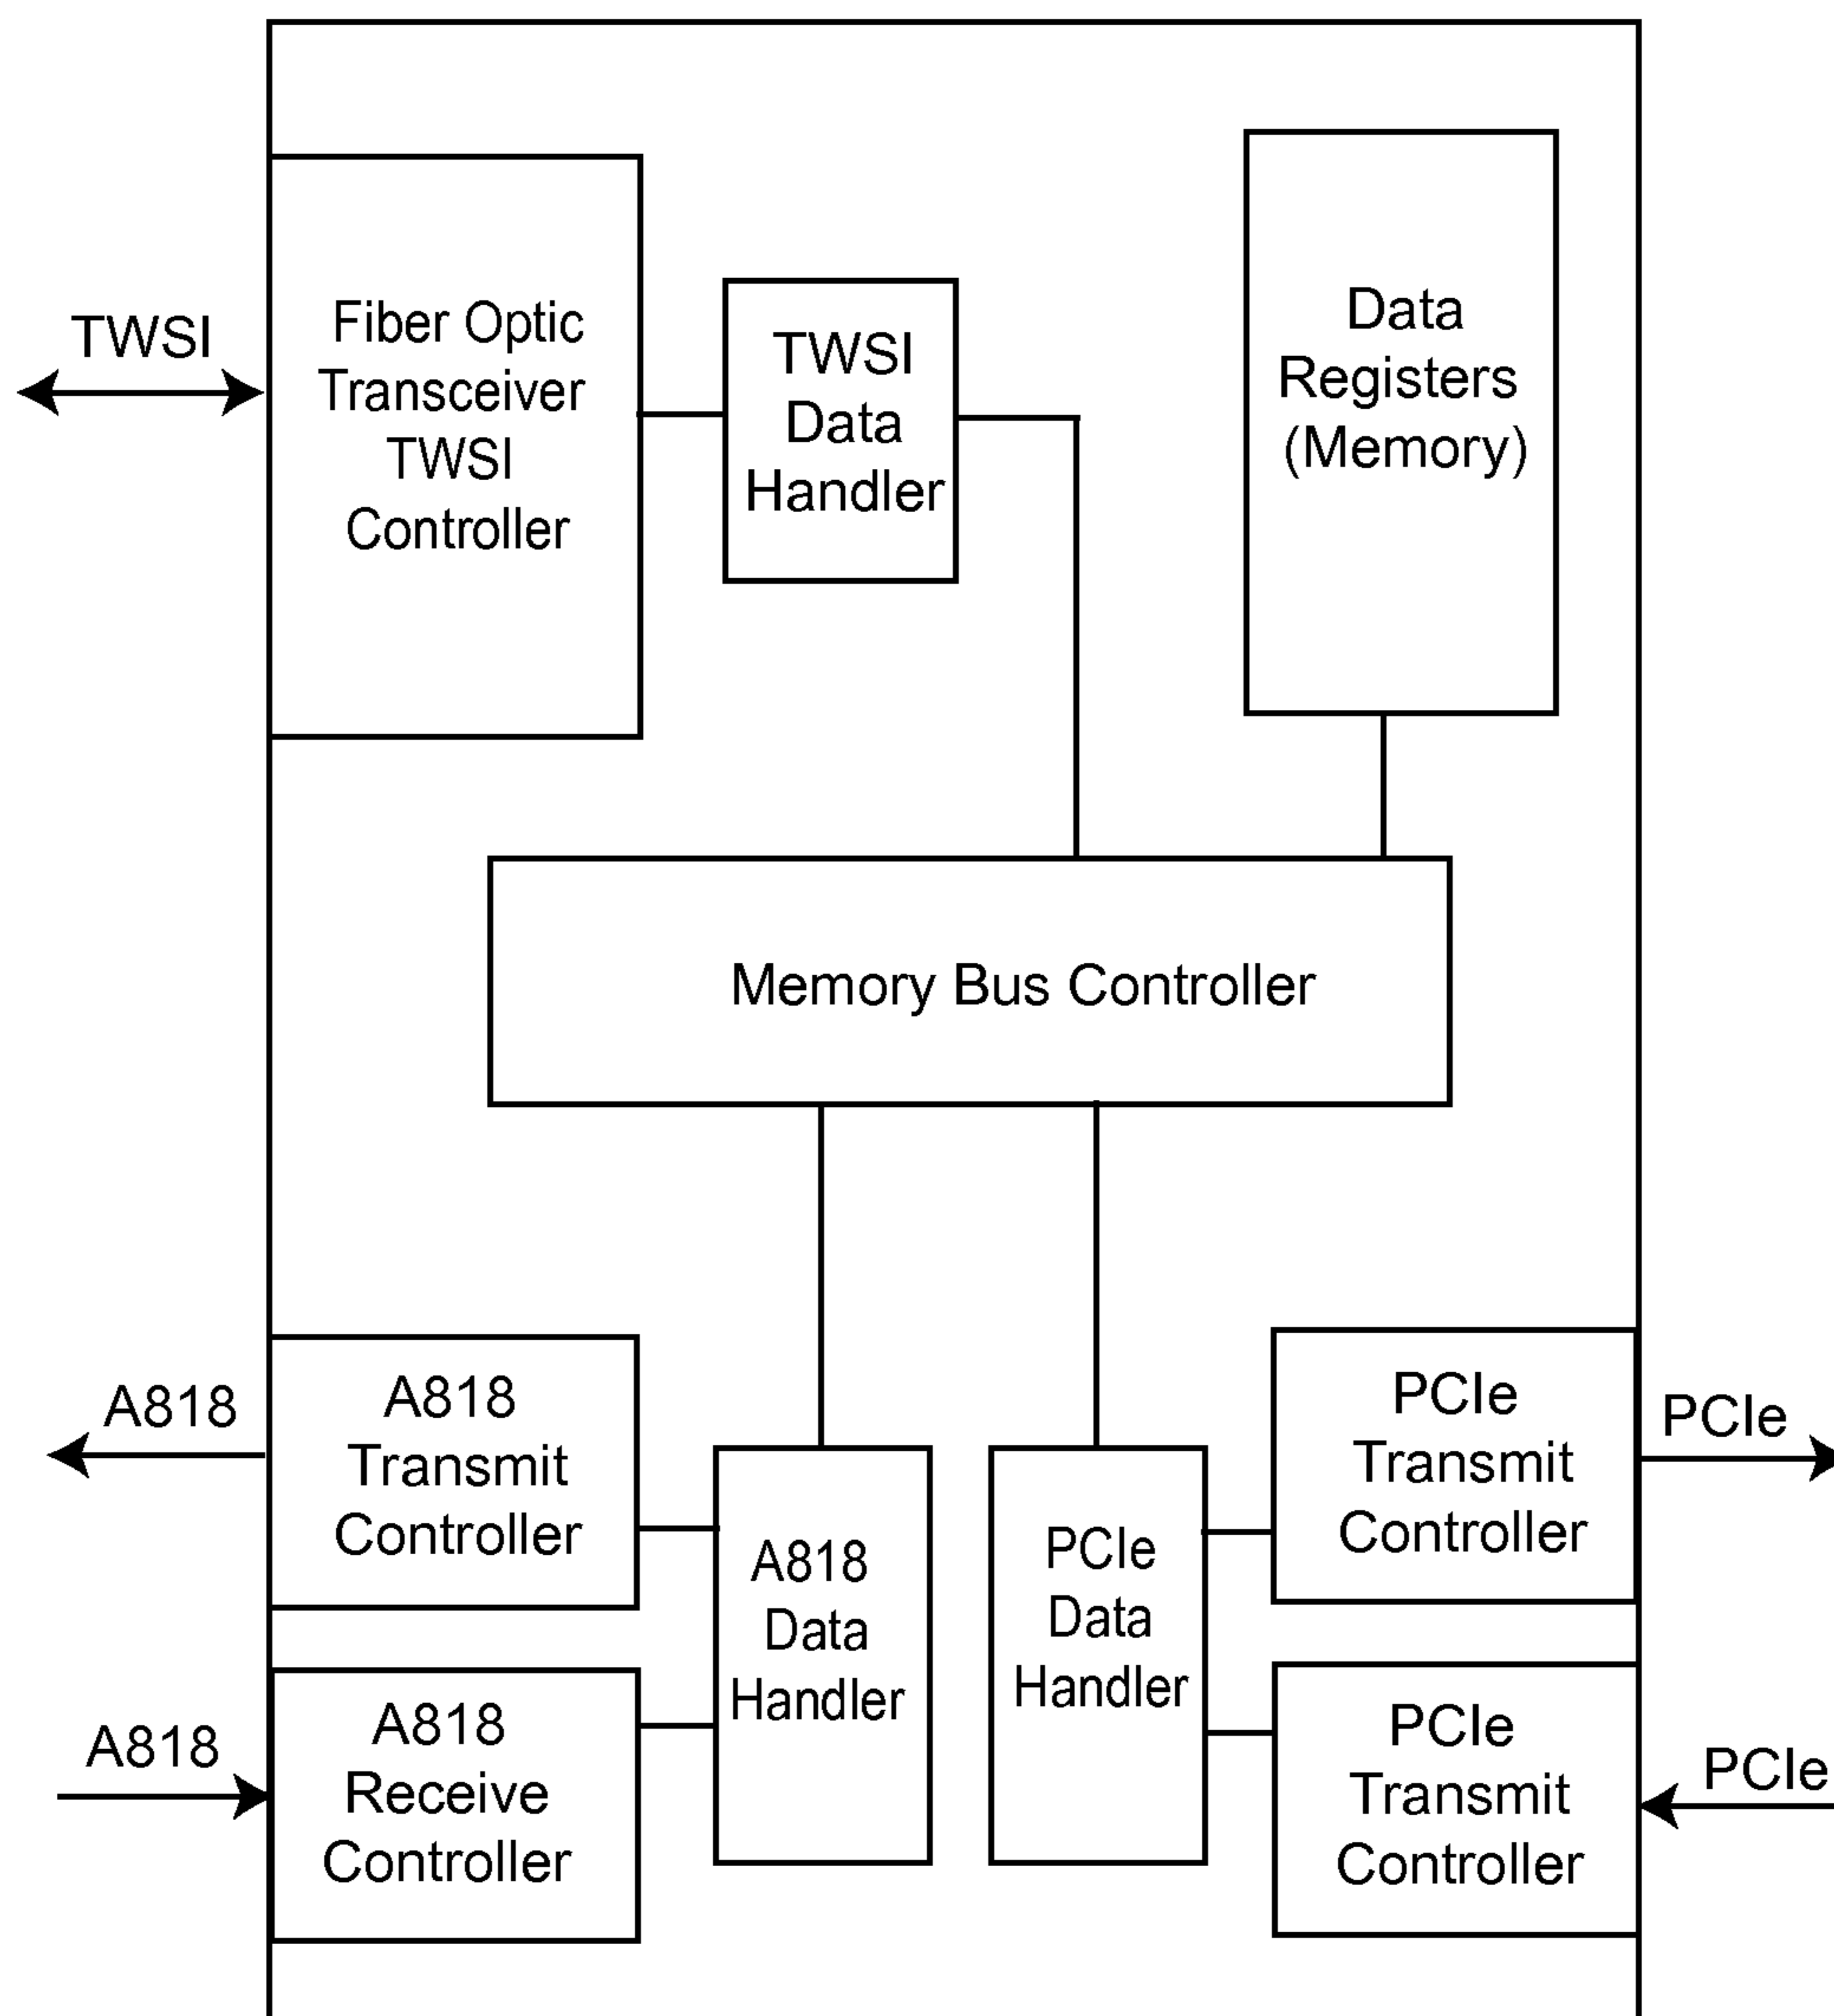 TWSI
Fiber Optic
Transceiver
TWSI
Controller
TWSI
Data
Handler
Data
Registers
(Memory)
Memory Bus Controller
A818
A818
Transmit
Controller
A818
A818
Receive
Controller
A818
Data
Handler
PCIe
Data
Handler
PCIe
Transmit
Controller
PCIe
PCIe
Transmit
Controller
PCIe